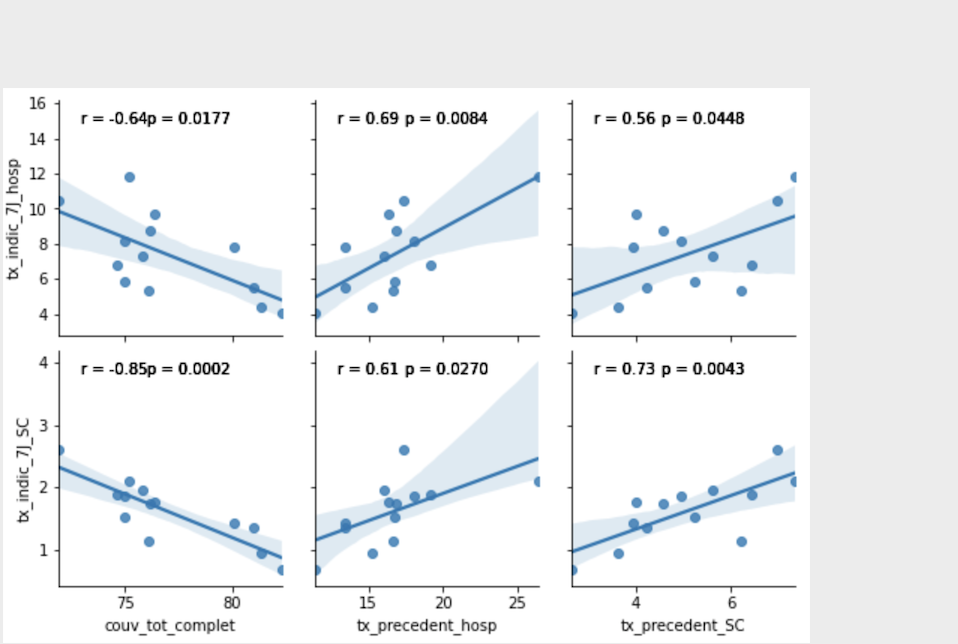 16
14
12
10
8
6
4
tx_indic_7J_hosp
r = -0.64p = 0.0177
r = 0.69 p = 0.0084
r = 0.56 p = 0.0448
4
3
2
1
tx_indic_7J_SC
r = -0.85p = 0.0002
r = 0.61 p = 0.0270
r = 0.73 p = 0.0043
75 80
couv_tot_complet
15 20 25
tx_precedent_hosp
4 6
tx_precedent_SC